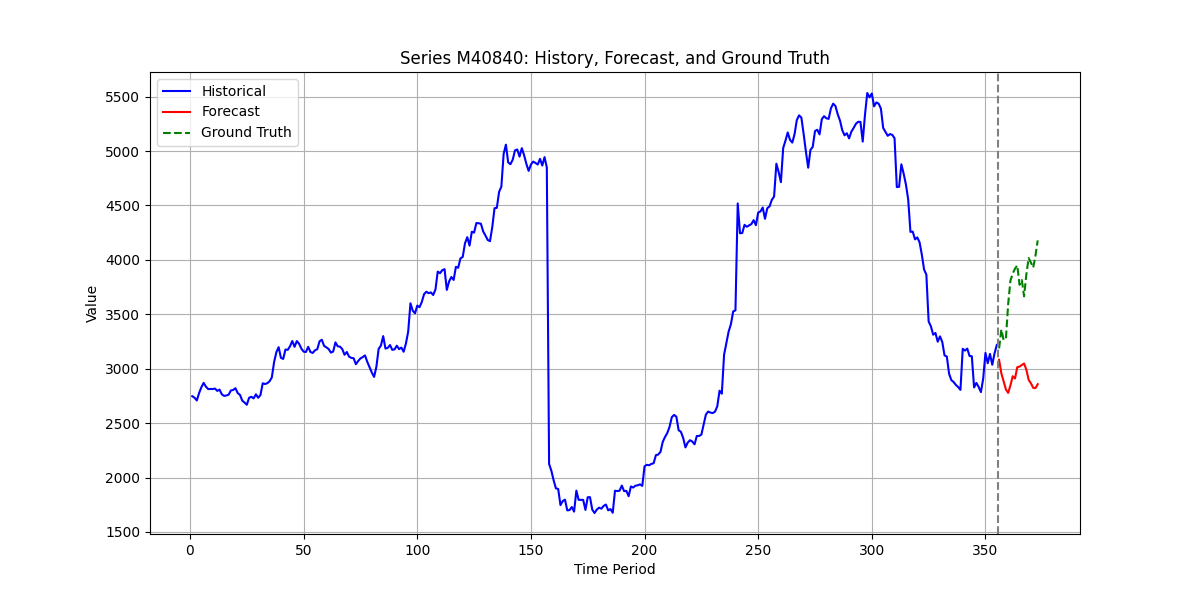 Series M40840: History, Forecast, and Ground Truth
Historical
Forecast
Ground Truth
Value
5500
5000
4500
4000
3500
3000
2500
2000
1500
0 50 100 150 200 250 300 350
Time Period